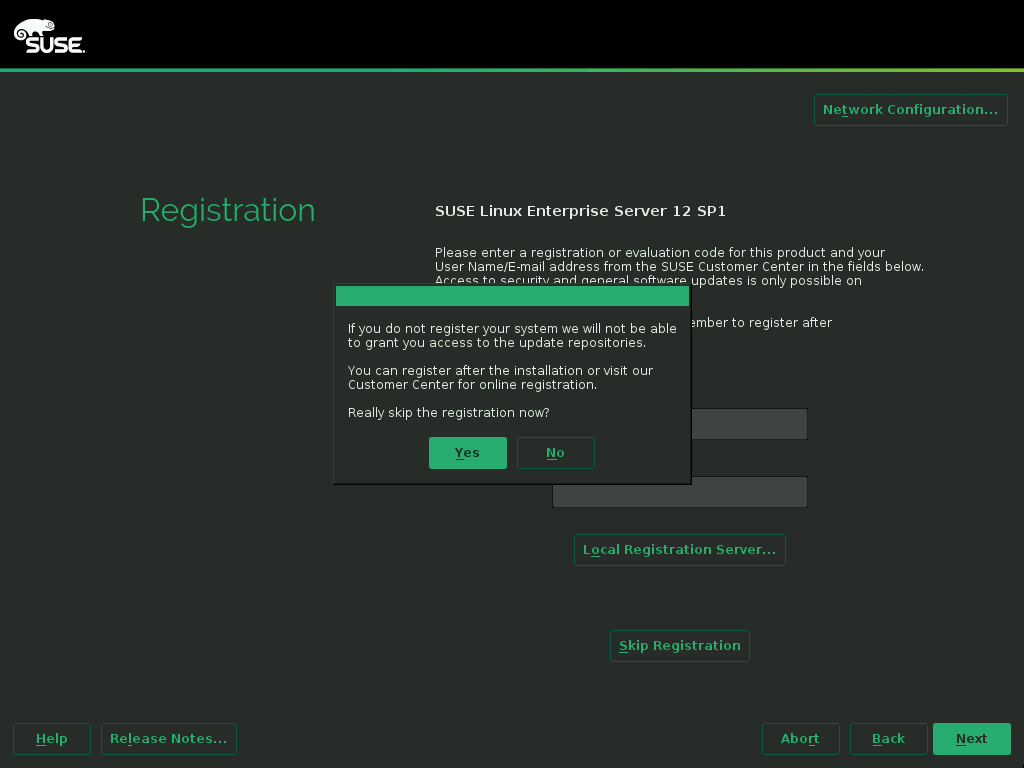 SUSE.
Network Configuration...
Registration
SUSE Linux Enterprise Server 12 SP1
Please enter a registration or evaluation code for this product and your
User Name/E-mail address from the SUSE Customer Center in the fields below.
Access to security and general software updates is only possible on
to register after
If you do not register your system we will not be able
to grant you access to the update repositories.
You can register after the installation or visit our
Customer Center for online registration.
Really skip the registration now?
Yes
No
Local Registration Server...
Skip Registration
Help
Release Notes...
Abort
Back
Next